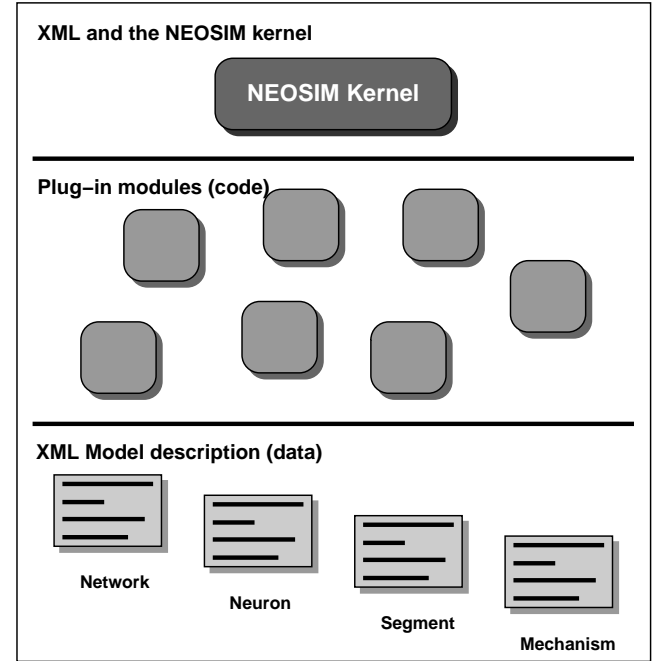 XML and the NEOSIM kernel
NEOSIM Kernel
Plug–in modules (code)
XML Model description (data)
Network
Neuron
Segment
Mechanism